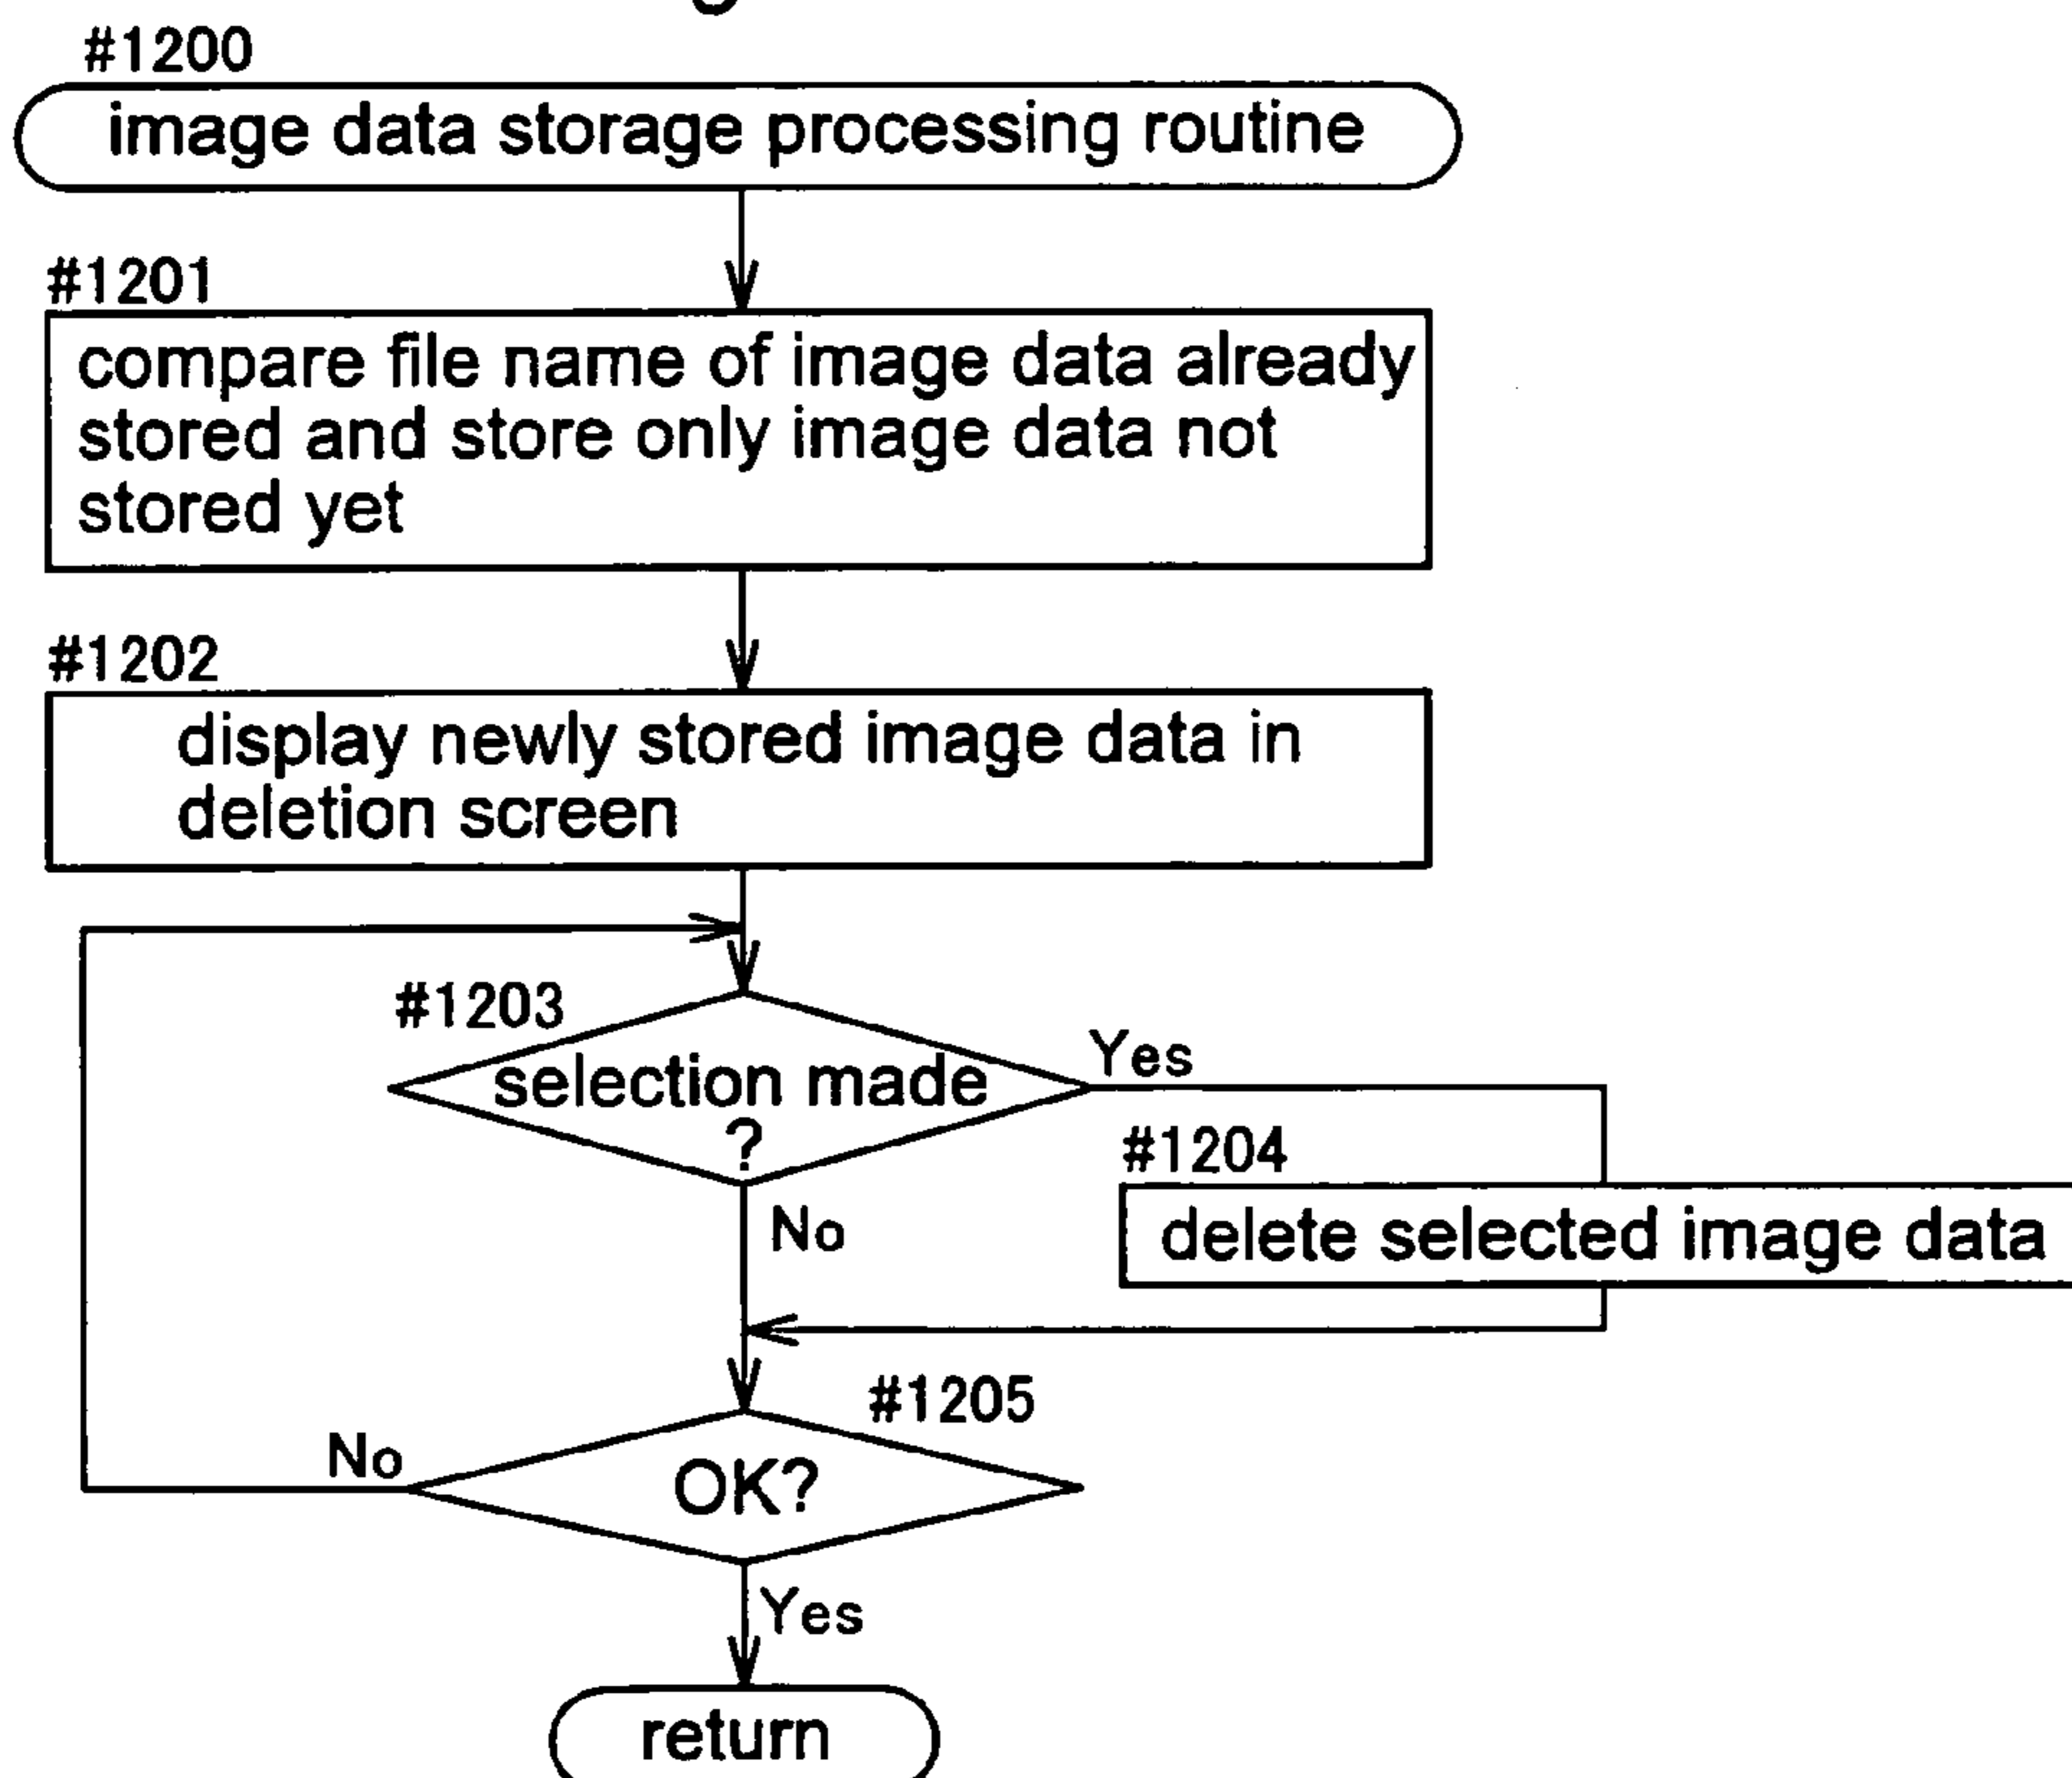 #1200
image data storage processing routine
#1201
compare file name of image data already
stored and store only image data not
stored yet
#1202
display newly stored image data in
deletion screen
#1203
selection made
?
Yes
#1204
delete selected image data
No
#1205
OK?
No
Yes
return